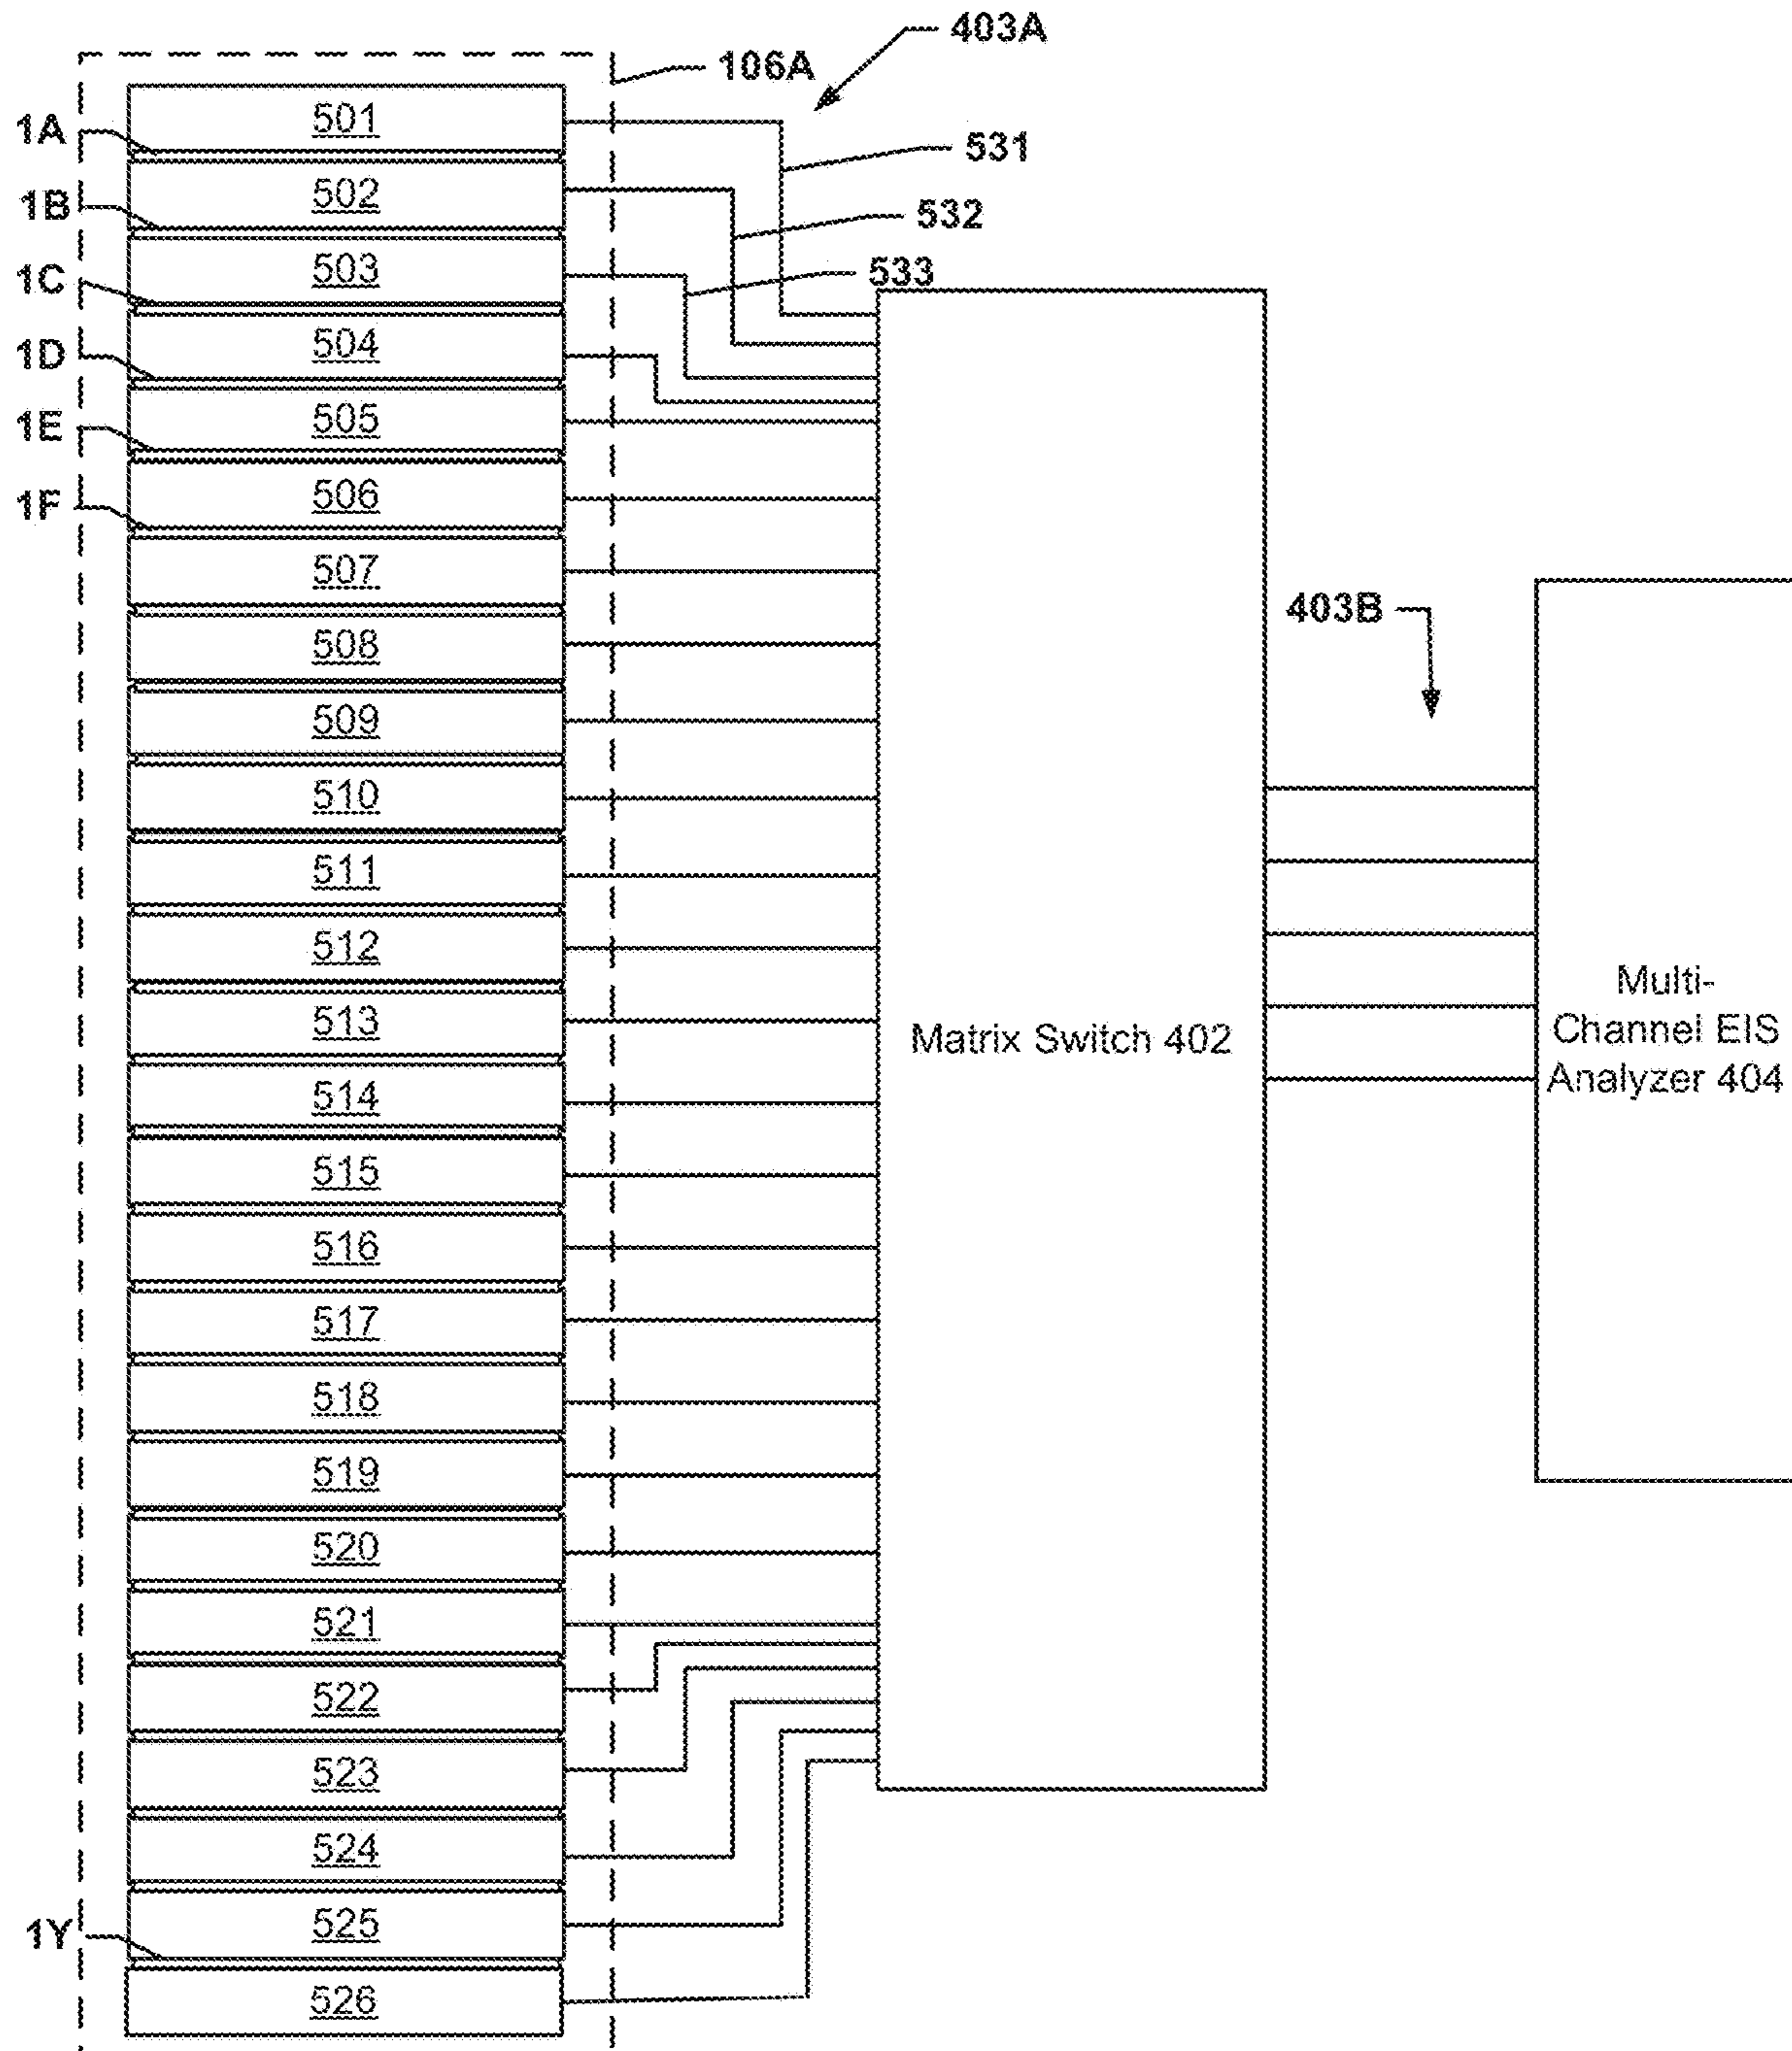 403A
106A
501
1A
531
502
1B
532
503
1C
533
504
1D
505
1E
506
1F
507
508
403B
509
510
511
512
Multi-
Channel EIS
Analyzer 404
513
Matrix Switch 402
514
515
516
517
518
519
520
521
522
523
524
525
1Y
526